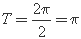 T = 2π/2 = π